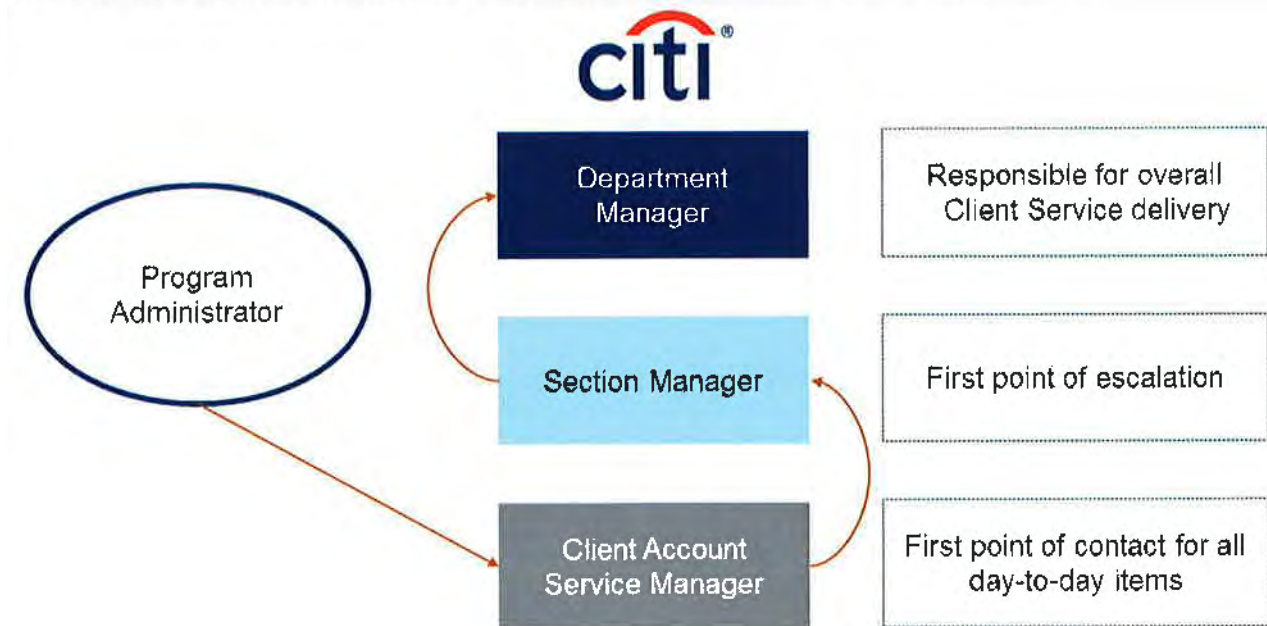 citi®
Department
Manager
Responsible for overall
Client Service delivery
Program
Administrator
Section Manager
First point of escalation
Client Account
Service Manager
First point of contact for all
day-to-day items